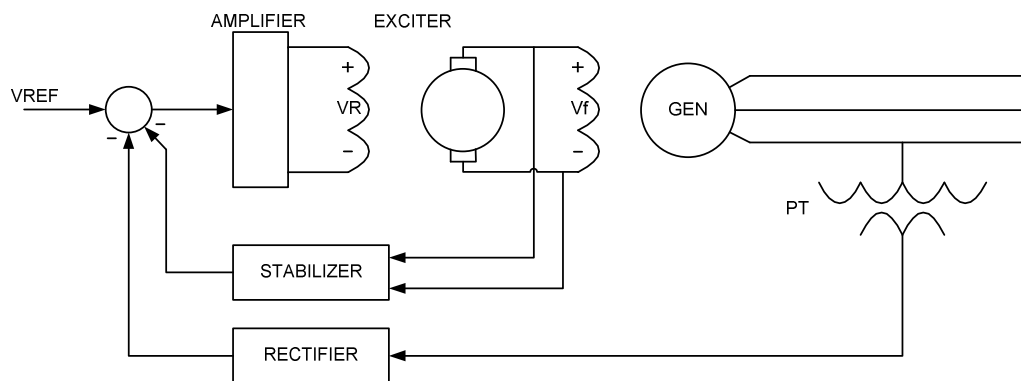 AMPLIFIER
EXCITER
VREF
+
VR
−
+
Vf
−
GEN
−
−
PT
STABILIZER
RECTIFIER